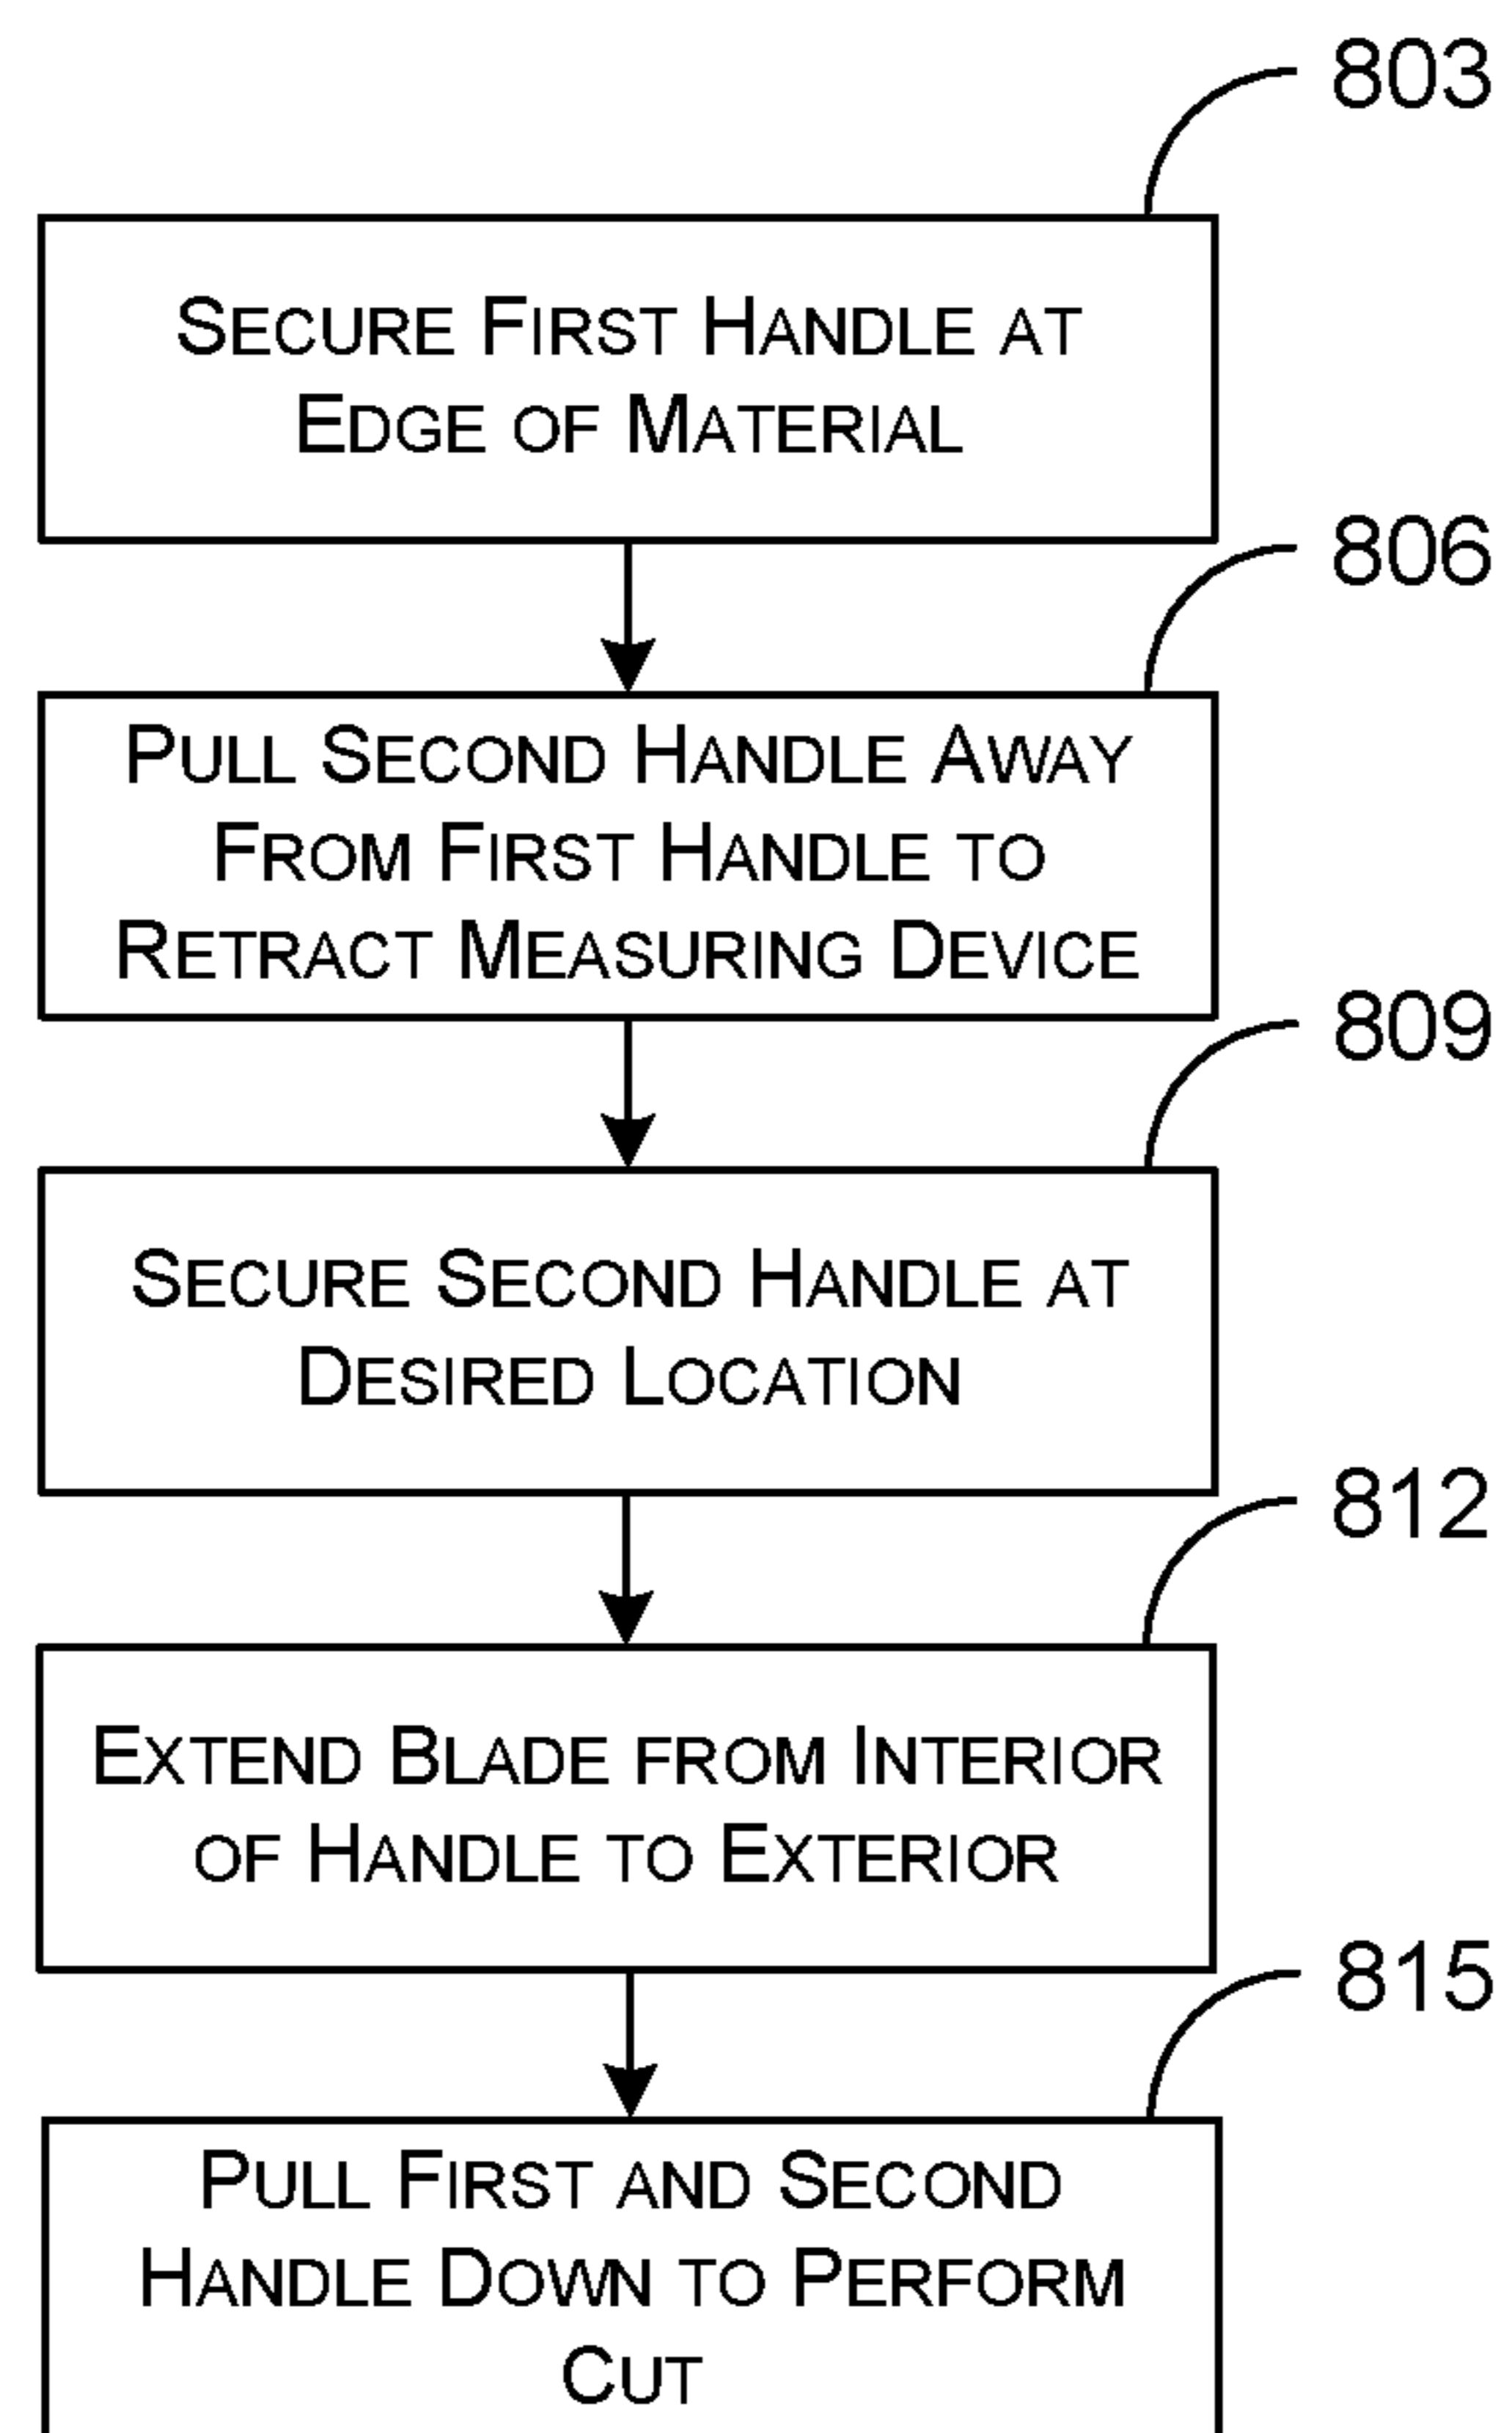 803
Secure First Handle at
Edge of Material
806
Pull Second Handle Away
From First Handle to
Retract Measuring Device
809
Secure Second Handle at
Desired Location
812
Extend Blade from Interior
of Handle to Exterior
815
Pull First and Second
Handle Down to Perform
Cut